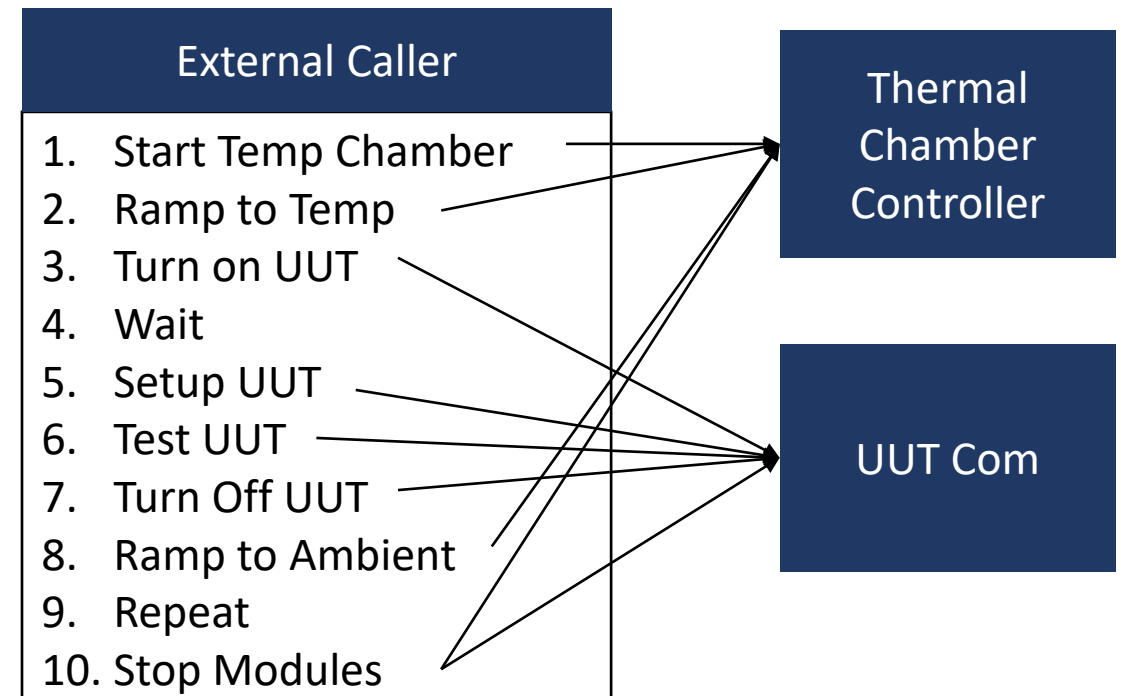 External Caller
1. Start Temp Chamber
2. Ramp to Temp
3. Turn on UUT
4. Wait
5. Setup UUT
6. Test UUT
7. Turn Off UUT
8. Ramp to Ambient
9. Repeat
10. Stop Modules
Thermal
Chamber
Controller
UUT Com